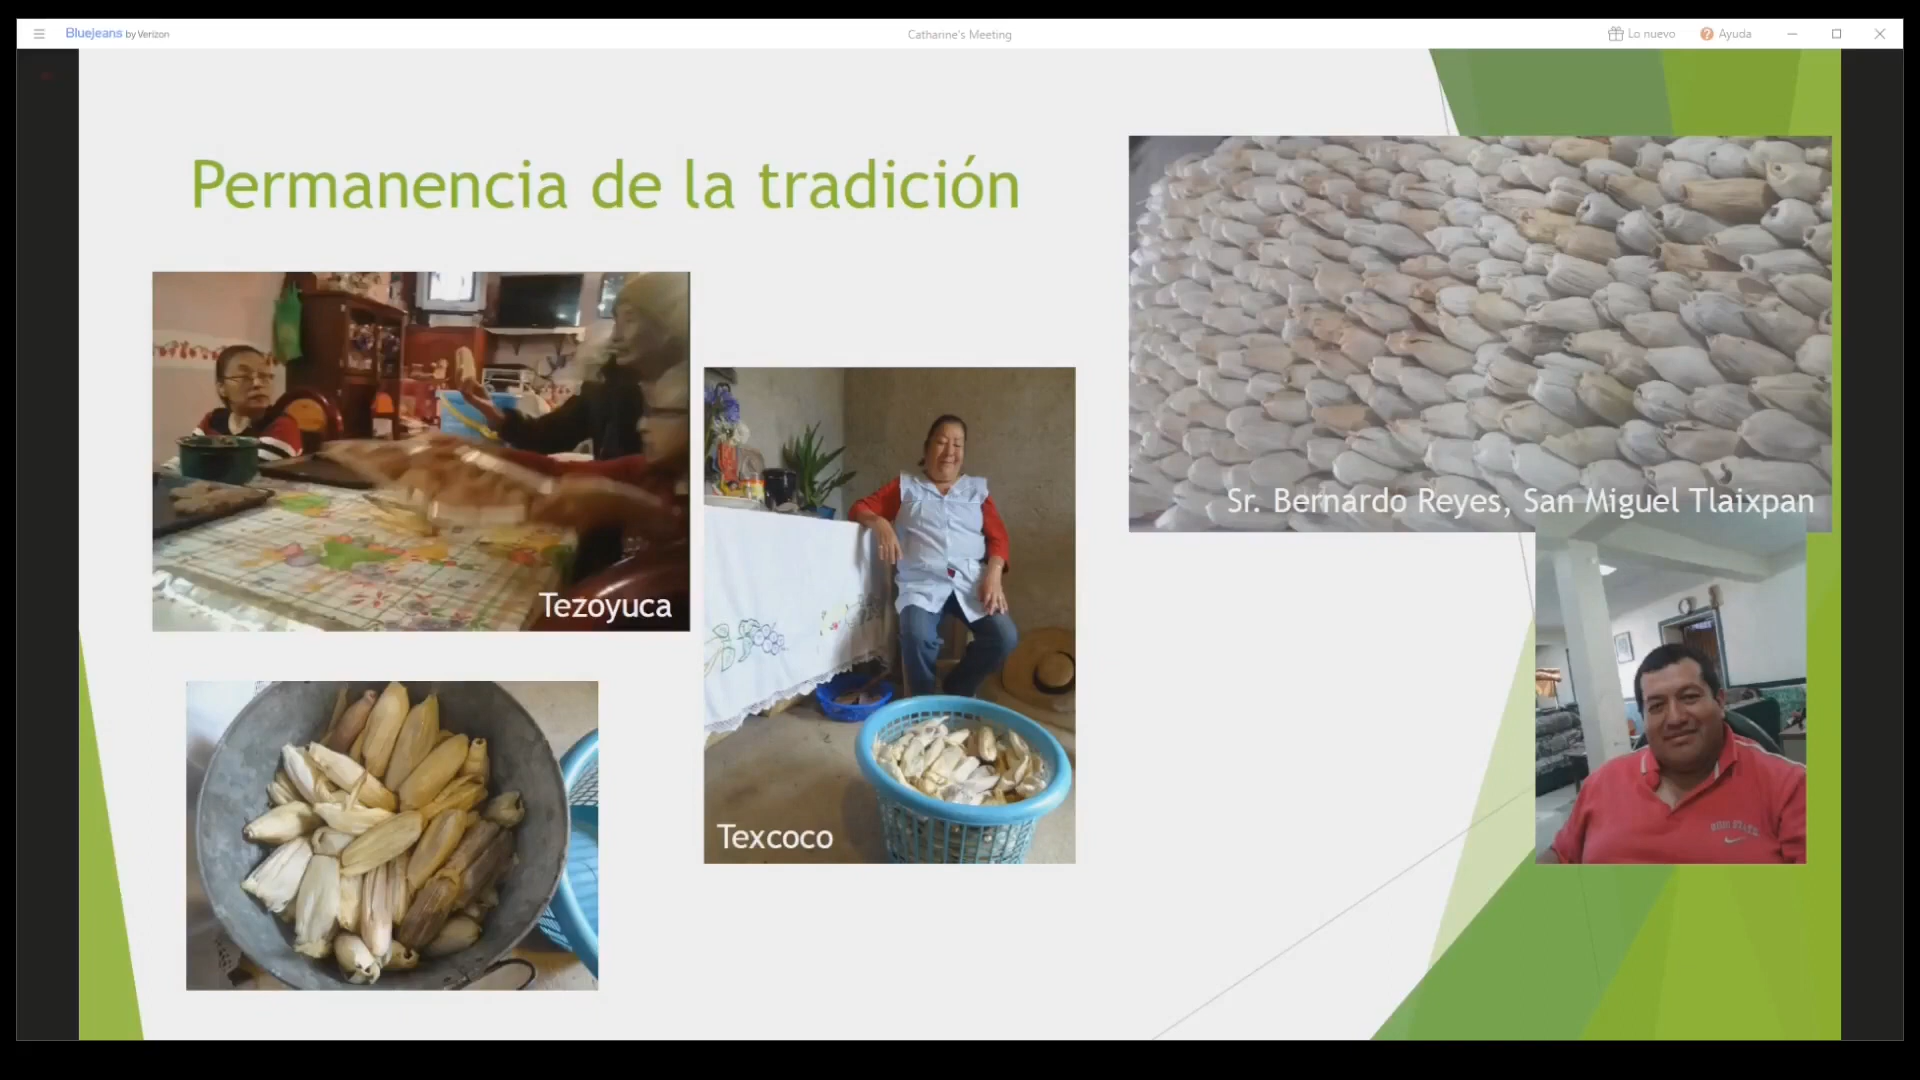 BlueJeans by Verizon
Catharine's Meeting
Lo nuevo
Ayuda
Permanencia de la tradición
Sr. Bernardo Reyes, San Miguel Tlaixpan
Tezoyuca
Texcoco